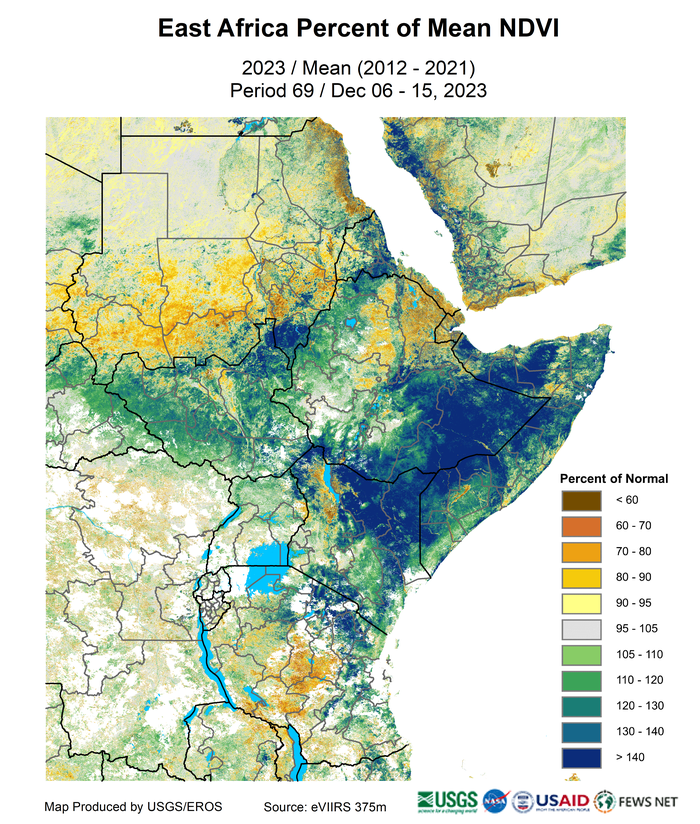 East Africa Percent of Mean NDVI
2023 / Mean (2012 - 2021)
Period 69 / Dec 06 - 15, 2023
Percent of Normal
< 60
60 - 70
70 - 80
80 - 90
90 - 95
95 - 105
105 - 110
110 - 120
120 - 130
130 - 140
> 140
Map Produced by USGS/EROS
Source: eVIIRS 375m
USGS
science for a changing world
NASA
USAID
FROM THE AMERICAN PEOPLE
FEWS NET